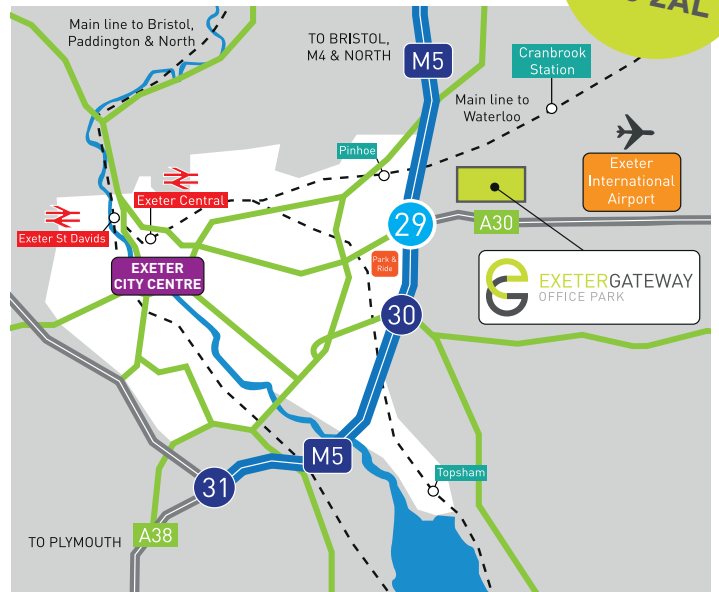 2AL
Main line to Bristol,
Paddington & North
TO BRISTOL,
M4 & NORTH
M5
Cranbrook
Station
Main line to
Waterloo
Pinhoe
Exeter
International
Airport
Exeter Central
29
A30
Exeter St Davids
Park &
Ride
EXETER
CITY CENTRE
EXETERGATEWAY
OFFICE PARK
30
M5
Topsham
31
A38
TO PLYMOUTH